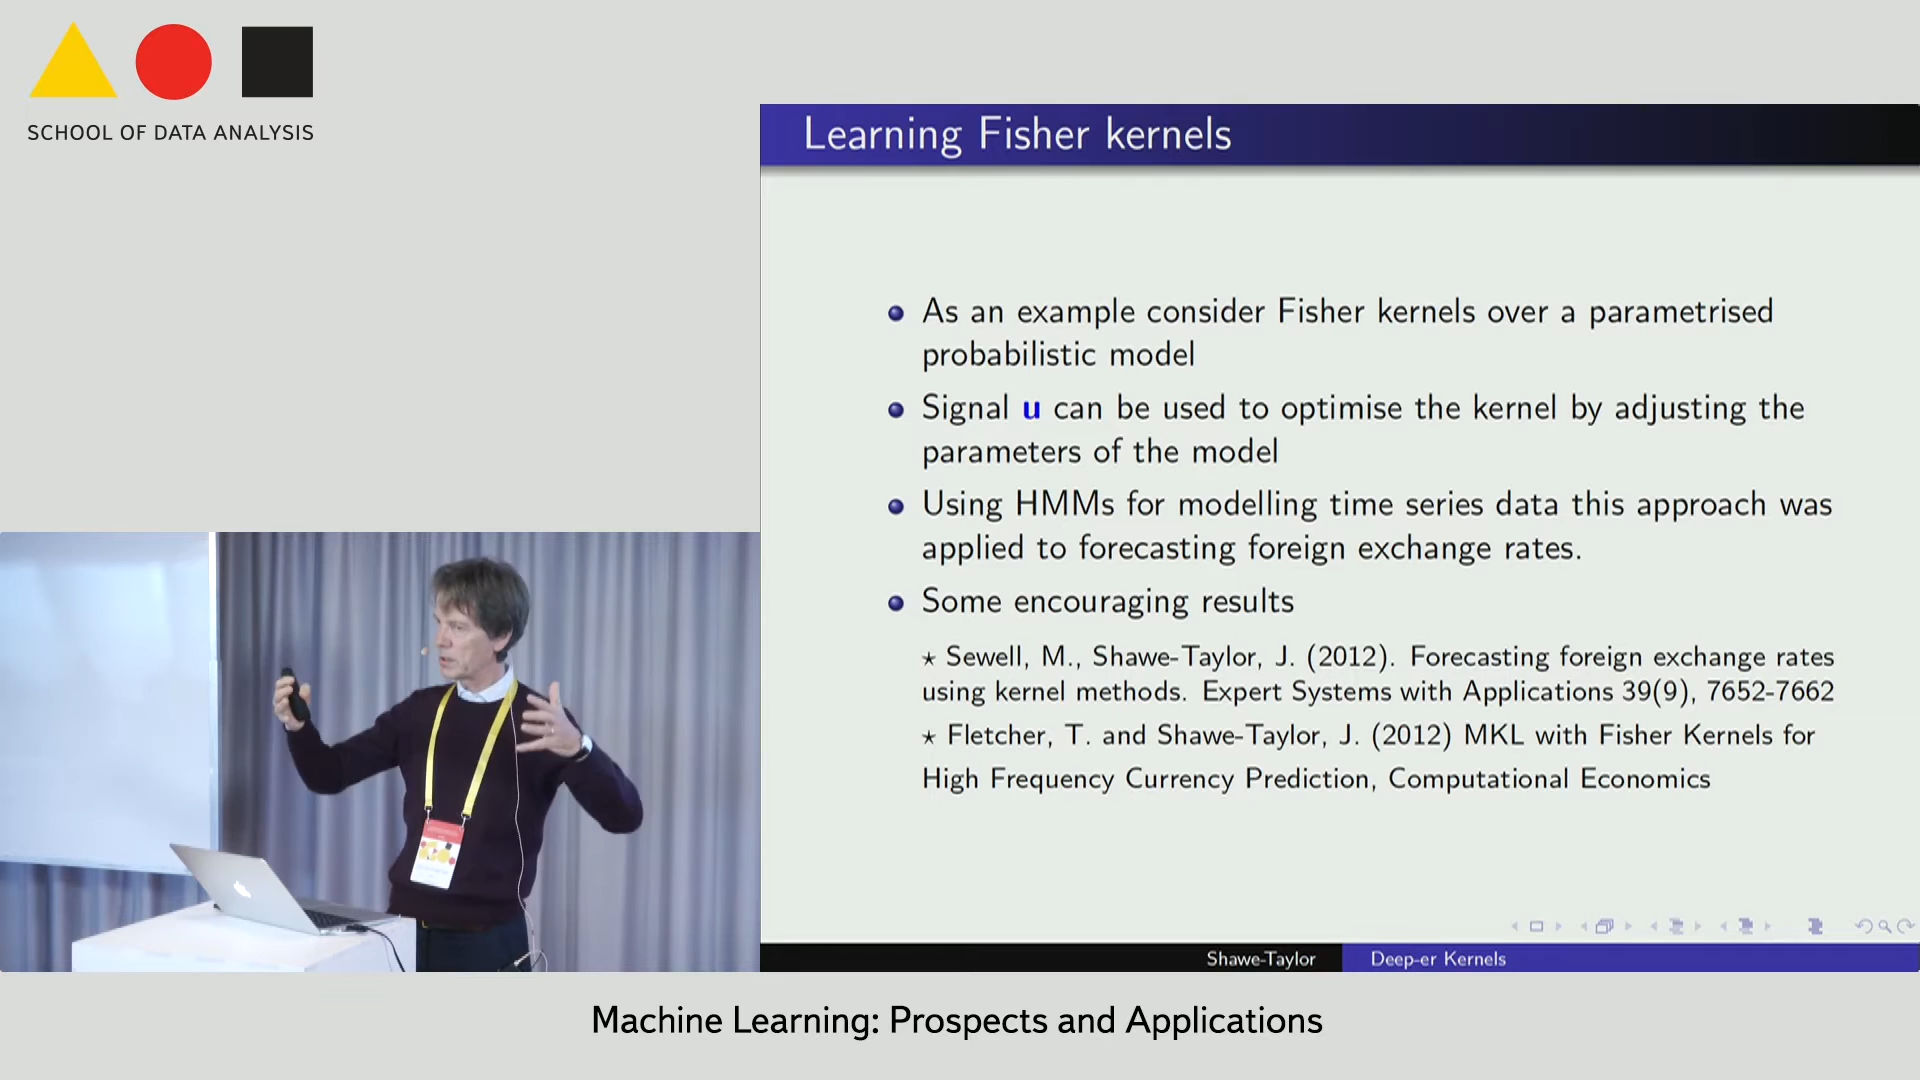 SCHOOL OF DATA ANALYSIS
Learning Fisher kernels
As an example consider Fisher kernels over a parametrised
probabilistic model
Signal u can be used to optimise the kernel by adjusting the
parameters of the model
Using HMMs for modelling time series data this approach was
applied to forecasting foreign exchange rates.
Some encouraging results
⋆ Sewell, M., Shawe-Taylor, J. (2012). Forecasting foreign exchange rates
using kernel methods. Expert Systems with Applications 39(9), 7652-7662
⋆ Fletcher, T. and Shawe-Taylor, J. (2012) MKL with Fisher Kernels for
High Frequency Currency Prediction, Computational Economics
Shawe-Taylor
Deep-er Kernels
Machine Learning: Prospects and Applications